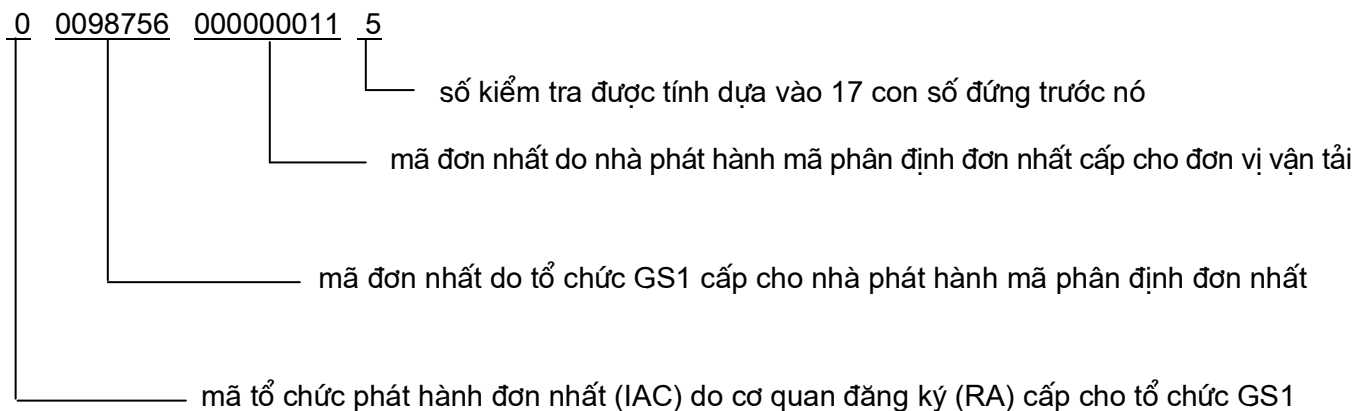 0 0098756 000000011 5
số kiểm tra được tính dựa vào 17 con số đứng trước nó
mã đơn nhất do nhà phát hành mã phân định đơn nhất cấp cho đơn vị vận tải
mã đơn nhất do tổ chức GS1 cấp cho nhà phát hành mã phân định đơn nhất
mã tổ chức phát hành đơn nhất (IAC) do cơ quan đăng ký (RA) cấp cho tổ chức GS1